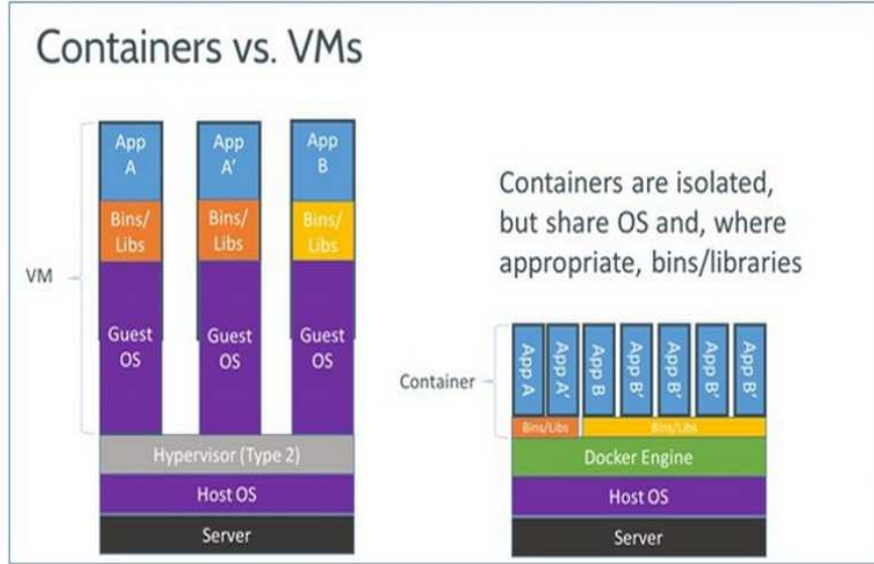 Containers vs. VMs
App
A
App
A'
App
B
Bins/
Libs
Bins/
Libs
Bins/
Libs
VM
Guest
OS
Guest
OS
Guest
OS
Hypervisor (Type 2)
Host OS
Server
Containers are isolated,
but share OS and, where
appropriate, bins/libraries
Container
App A
App A'
App B
App B'
App B'
App B'
App B'
Bins/Libs
Bins/Libs
Docker Engine
Host OS
Server